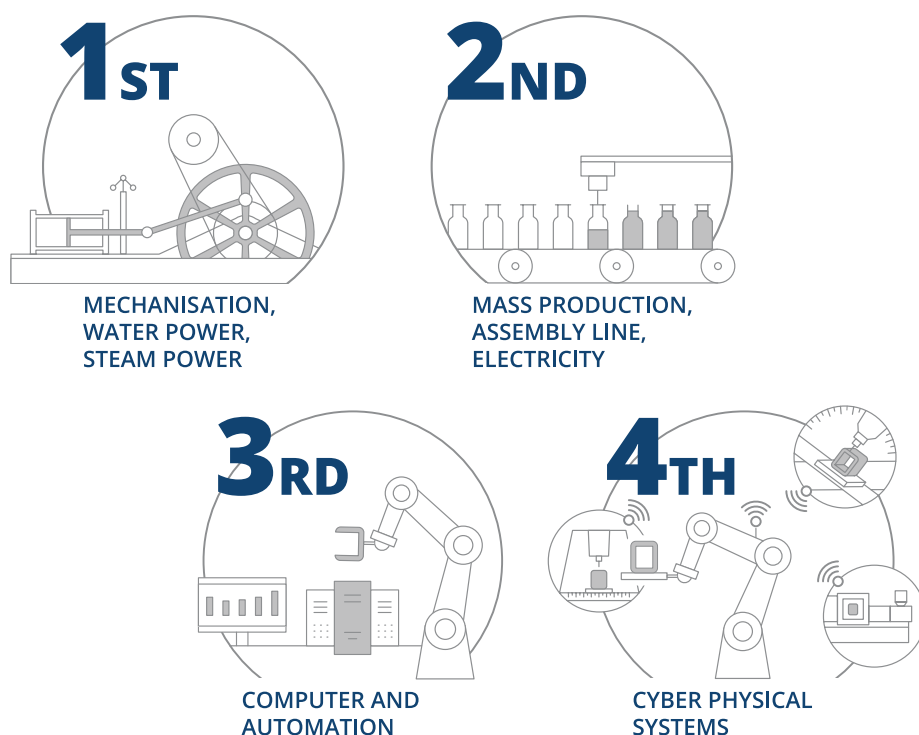 1ST
MECHANISATION,
WATER POWER,
STEAM POWER
2ND
MASS PRODUCTION,
ASSEMBLY LINE,
ELECTRICITY
3RD
COMPUTER AND
AUTOMATION
4TH
CYBER PHYSICAL
SYSTEMS